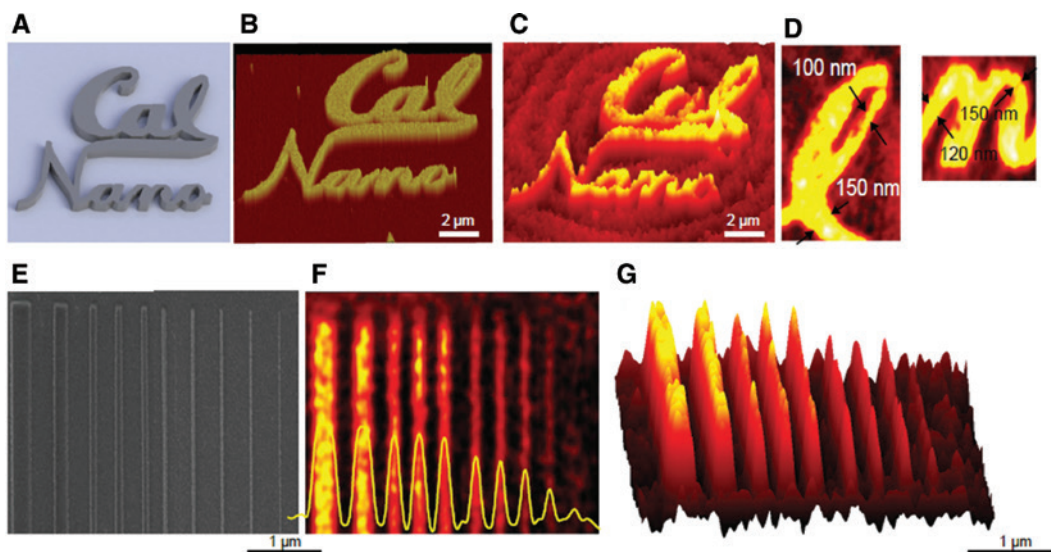 A
B
C
D
Cal
Nano
Cal
Nano
2 μm
Cal
Nano
2 μm
100 nm
150 nm
150 nm
120 nm
E
F
G
1 μm
1 μm